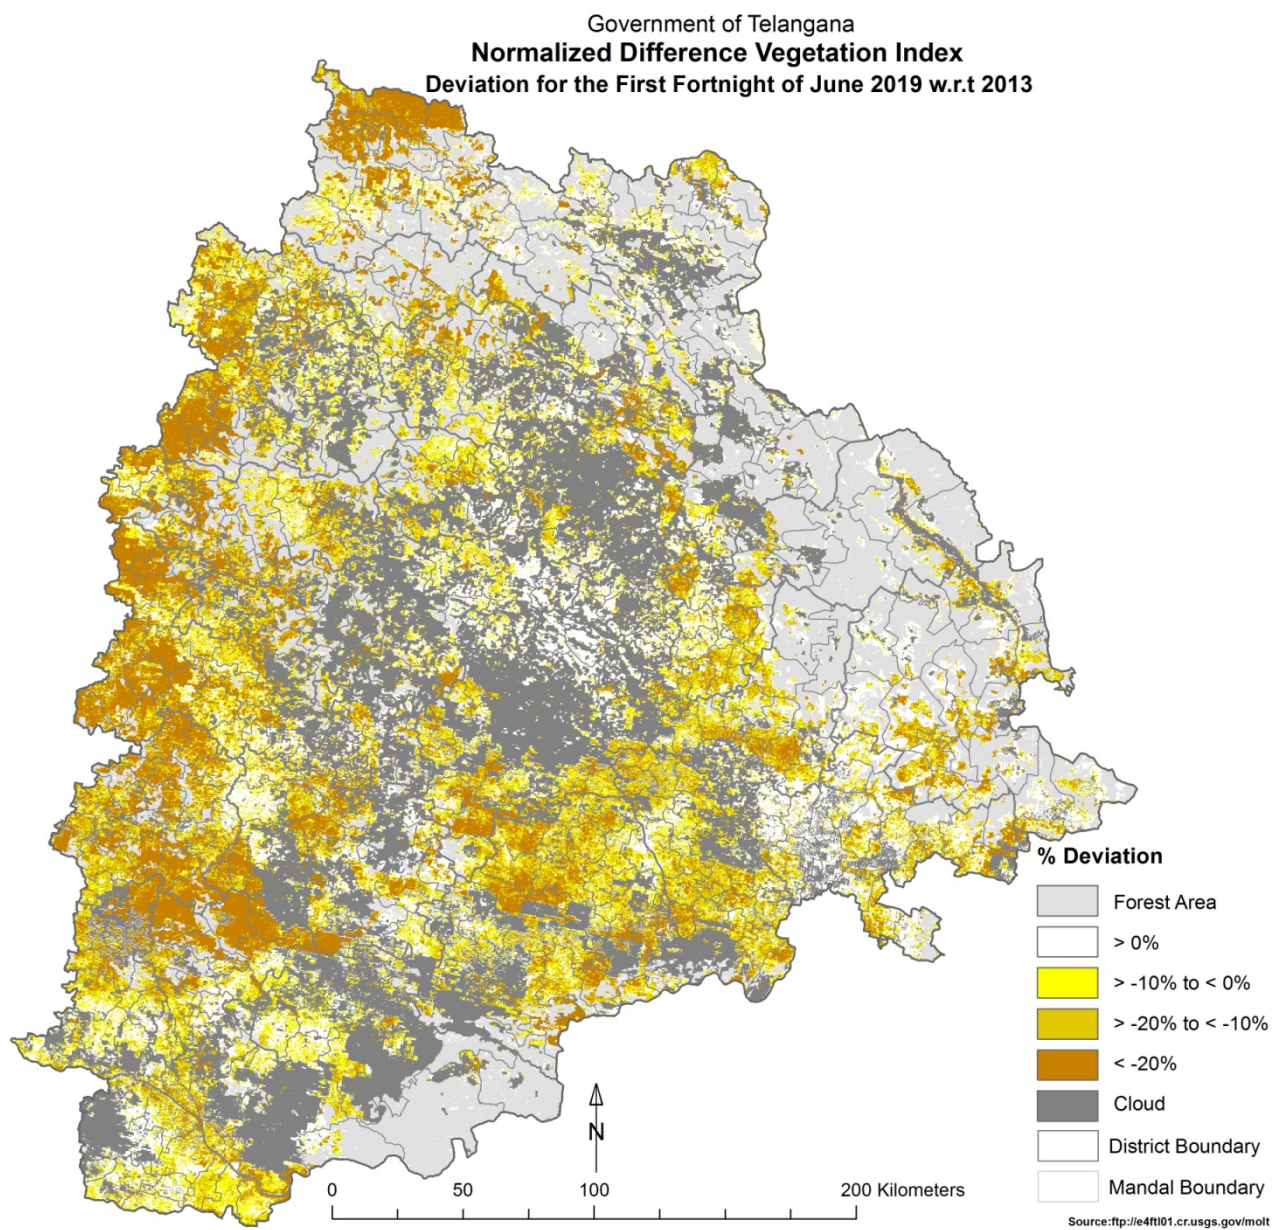 Government of Telangana
Normalized Difference Vegetation Index
Deviation for the First Fortnight of June 2019 w.r.t 2013
% Deviation
Forest Area
> 0%
> -10% to < 0%
> -20% to < -10%
< -20%
Cloud
District Boundary
Mandal Boundary
N
0 50 100 200 Kilometers
Source:ftp://e4ftl01.cr.usgs.gov/molt